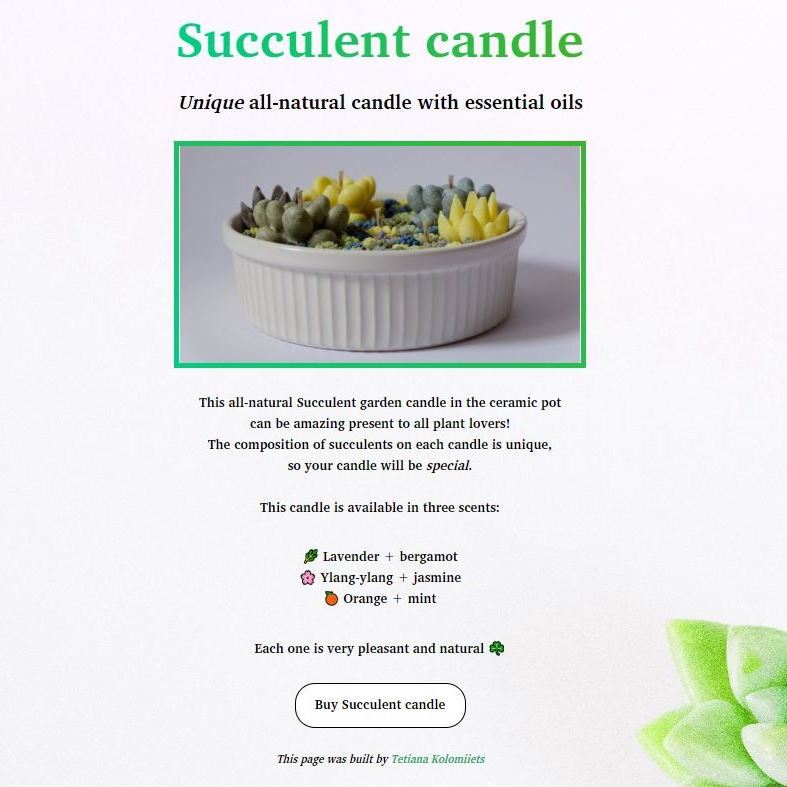 Succulent candle
Unique all-natural candle with essential oils
This all-natural Succulent garden candle in the ceramic pot
can be amazing present to all plant lovers!
The composition of succulents on each candle is unique,
so your candle will be special.
This candle is available in three scents:
🌿 Lavender + bergamot
🌸 Ylang-ylang + jasmine
🍊 Orange + mint
Each one is very pleasant and natural ☘️
Buy Succulent candle
This page was built by Tetiana Kolomiiets